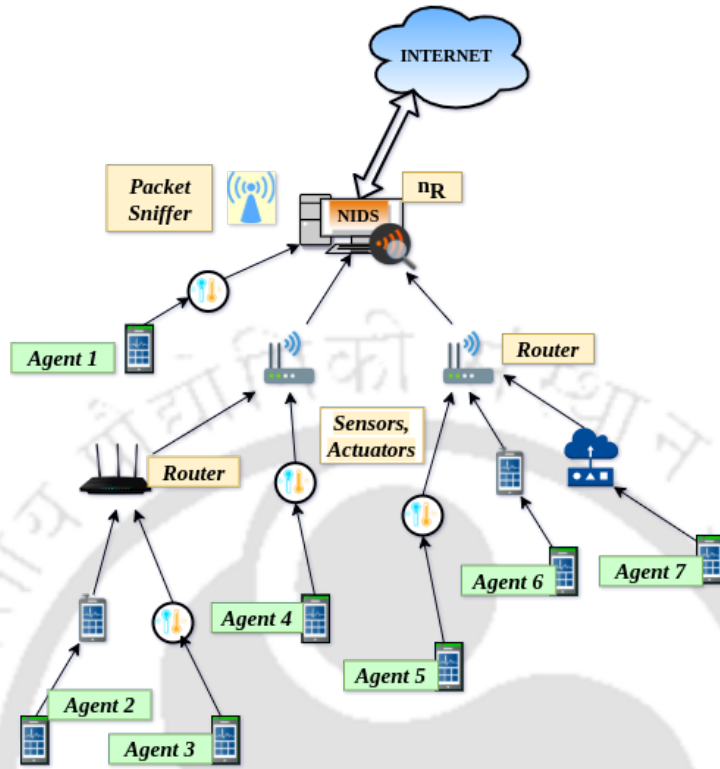 INTERNET
Packet
Sniffer
nR
NIDS
Agent 1
Router
Sensors,
Actuators
Router
Agent 6
Agent 7
Agent 4
Agent 5
Agent 2
Agent 3